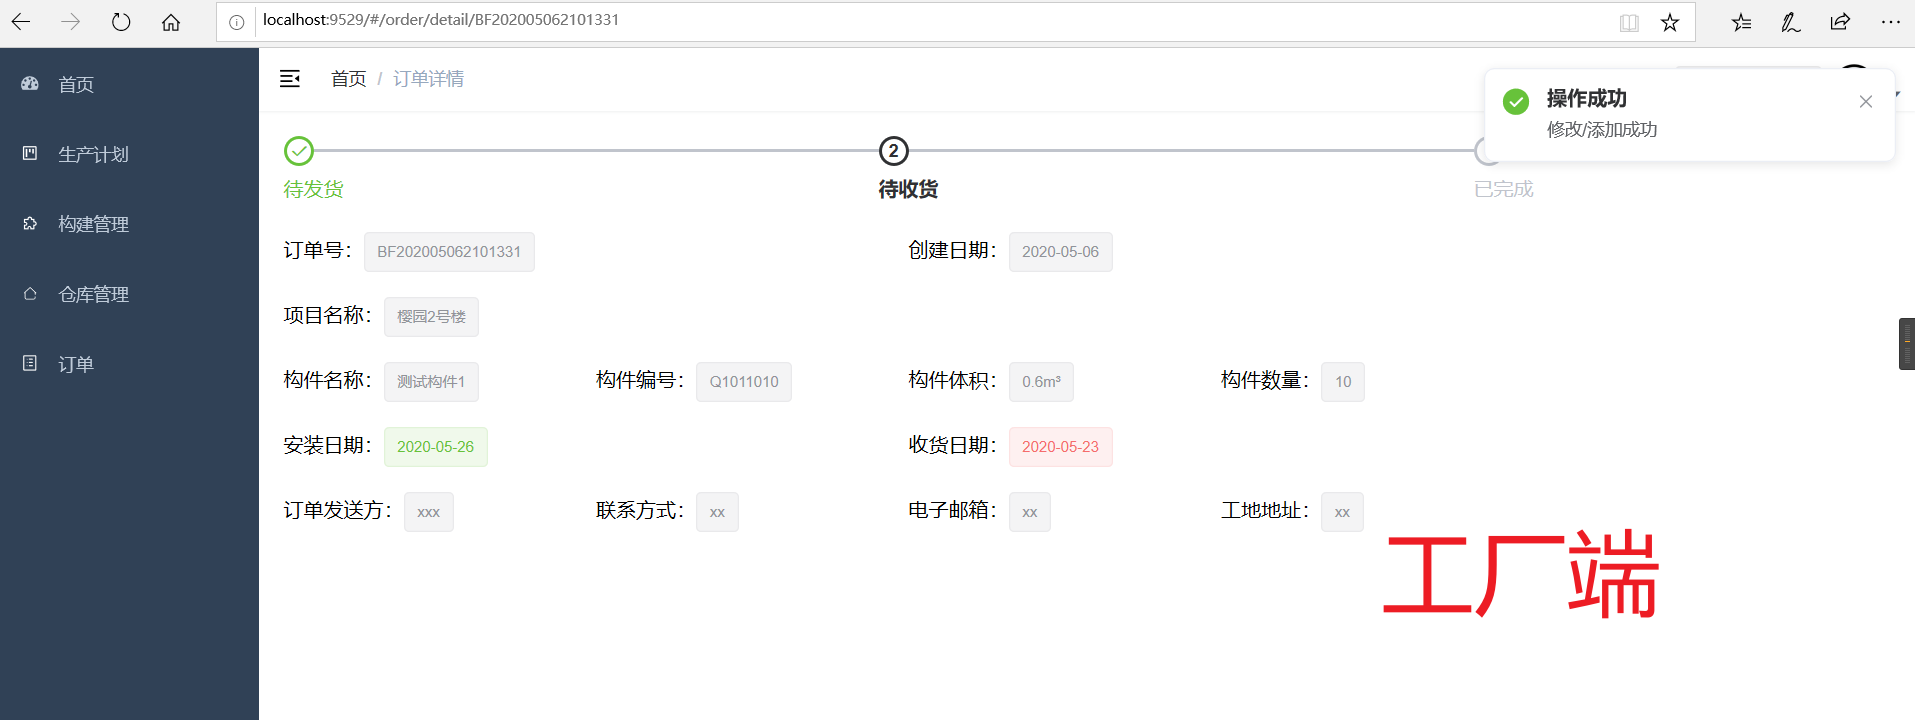 localhost:9529/#/order/detail/BF202005062101331
首页
生产计划
构建管理
仓库管理
订单
首页 / 订单详情
操作成功
修改/添加成功
2
待发货
待收货
已完成
订单号： BF202005062101331 创建日期： 2020-05-06
项目名称： 樱园2号楼
构件名称： 测试构件1 构件编号： Q1011010 构件体积： 0.6m³ 构件数量： 10
安装日期： 2020-05-26 收货日期： 2020-05-23
订单发送方： xxx 联系方式： xx 电子邮箱： xx 工地地址： xx
工厂端